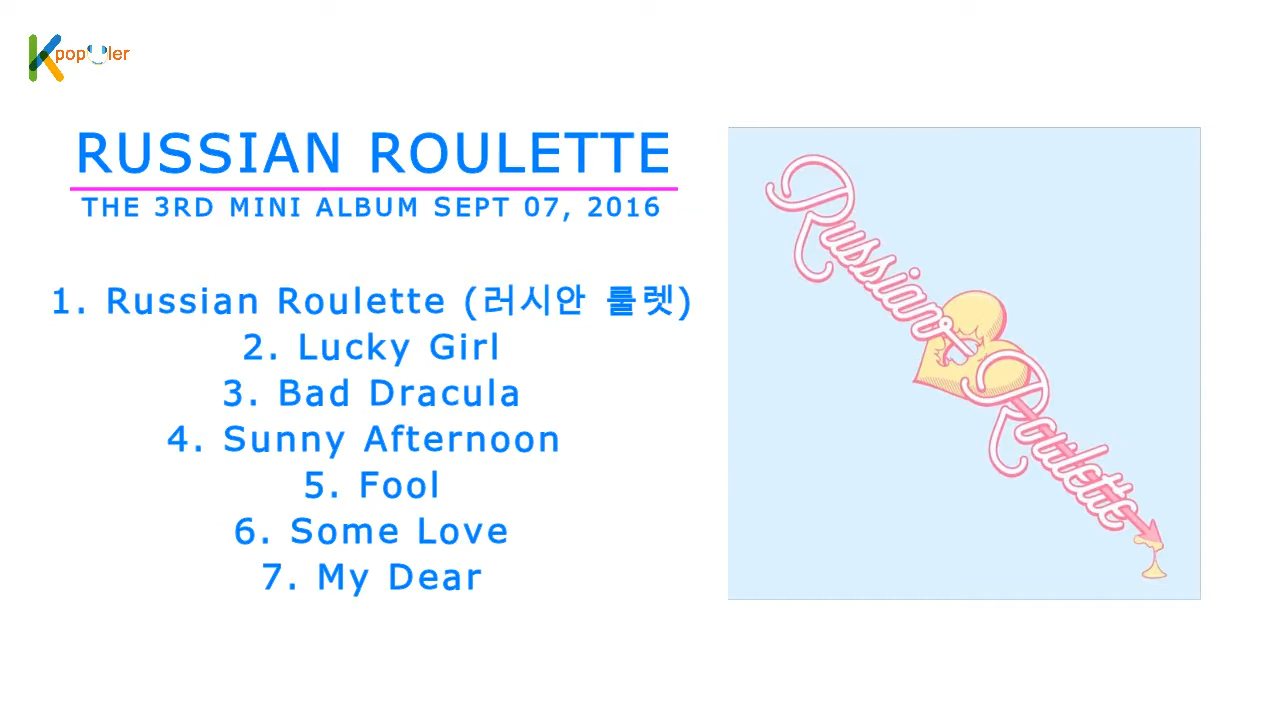 Kpopuler
RUSSIAN ROULETTE
THE 3RD MINI ALBUM SEPT 07, 2016
1. Russian Roulette (러시안 룰렛)
2. Lucky Girl
3. Bad Dracula
4. Sunny Afternoon
5. Fool
6. Some Love
7. My Dear
Russian
Roulette